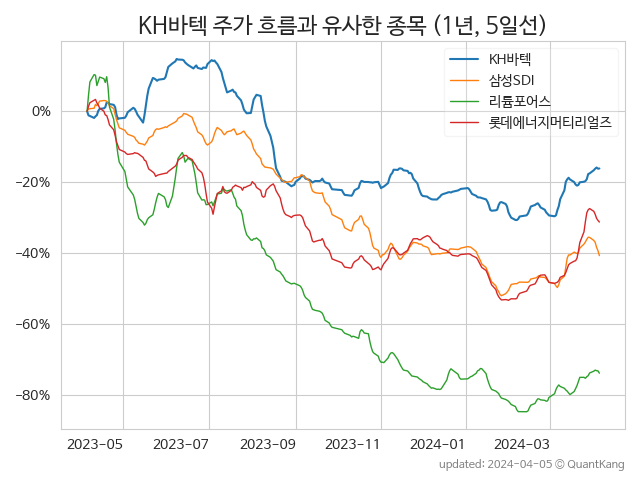 KH바텍 주가 흐름과 유사한 종목 (1년, 5일선)
KH바텍
삼성SDI
리튬포어스
롯데에너지머티리얼즈
0%
−20%
−40%
−60%
−80%
2023-05 2023-07 2023-09 2023-11 2024-01 2024-03
updated: 2024-04-05 © QuantKang